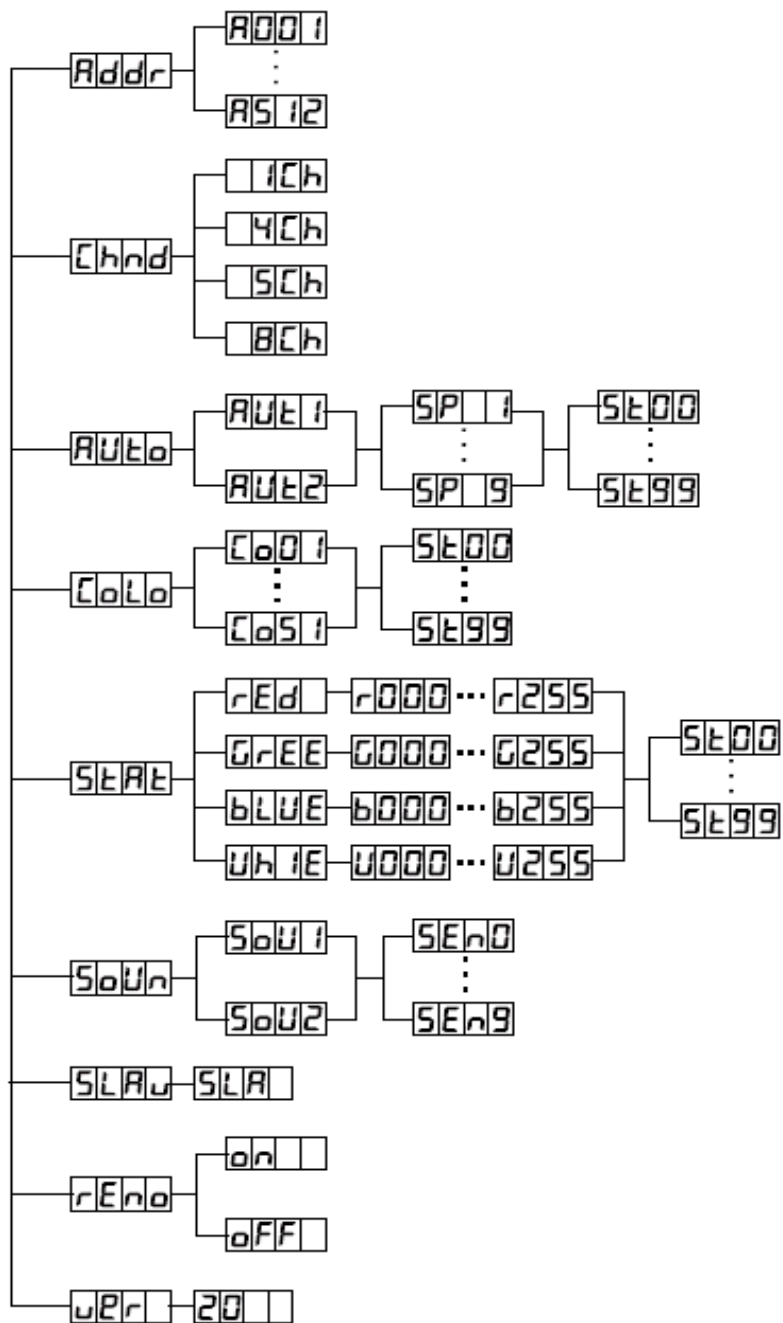 A001
Addr
A512
1Ch
4Ch
Chnd
5Ch
8Ch
AUt1 SP 1 St00
AUto
AUt2 SP 9 St99
Co01 St00
CoLo
Co51 St99
rEd r000 ... r255
GrEE G000 ... G255 St00
StAt
bLUE b000 ... b255 St99
Uh1E U000 ... U255
SoU1 SEn0
SoUn
SoU2 SEn9
SLAv SLA
on
rEno
oFF
ver 20